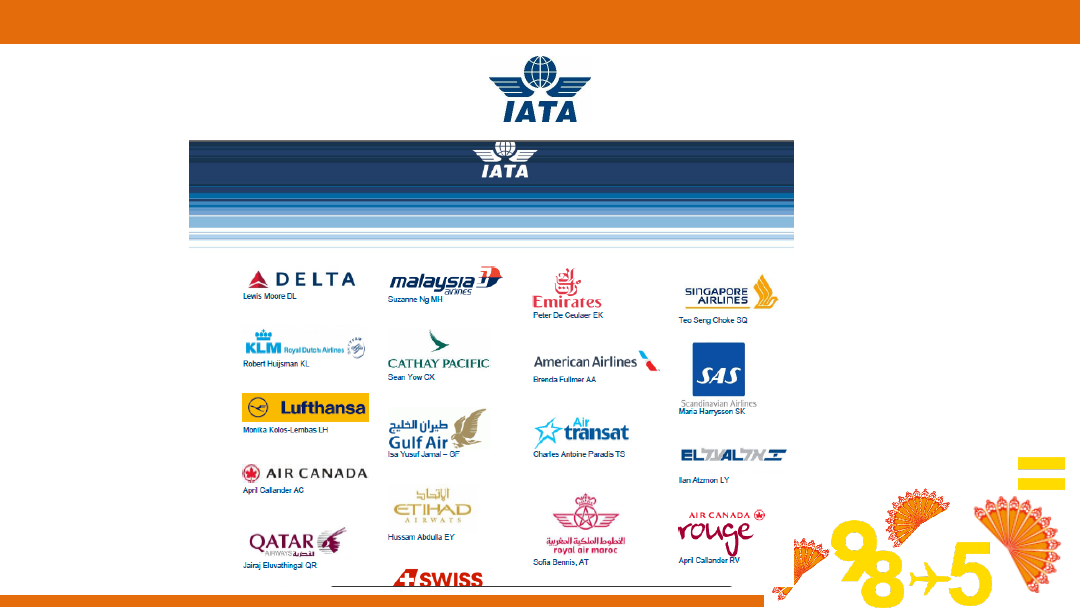 IATA
IATA
DELTA
Lewis Moore DL
KLM Royal Dutch Airlines
Robert Huijsman KL
Lufthansa
Monika Kolos-Lembas LH
AIR CANADA
April Callander AC
QATAR
AIRWAYS القطرية
Jairaj Eluvathingal QR
malaysia
airlines
Suzanne Ng MH
CATHAY PACIFIC
Sean Yow CX
طيران الخليج
Gulf Air
Isa Yusuf Jamal – GF
الإتحاد
ETIHAD
AIRWAYS
Hussam Abdulla EY
SWISS
Emirates
Peter De Ceulaer EK
American Airlines
Brenda Fullmer AA
Air
transat
Charles Antoine Paradis TS
الخطوط الملكية المغربية
royal air maroc
Sofia Bennis, AT
SINGAPORE
AIRLINES
Teo Seng Choke SQ
SAS
Scandinavian Airlines
Maria Harrysson SK
EL AL אל על
Ilan Atzmon LY
AIR CANADA
rouge
April Callander RV
=
98 5